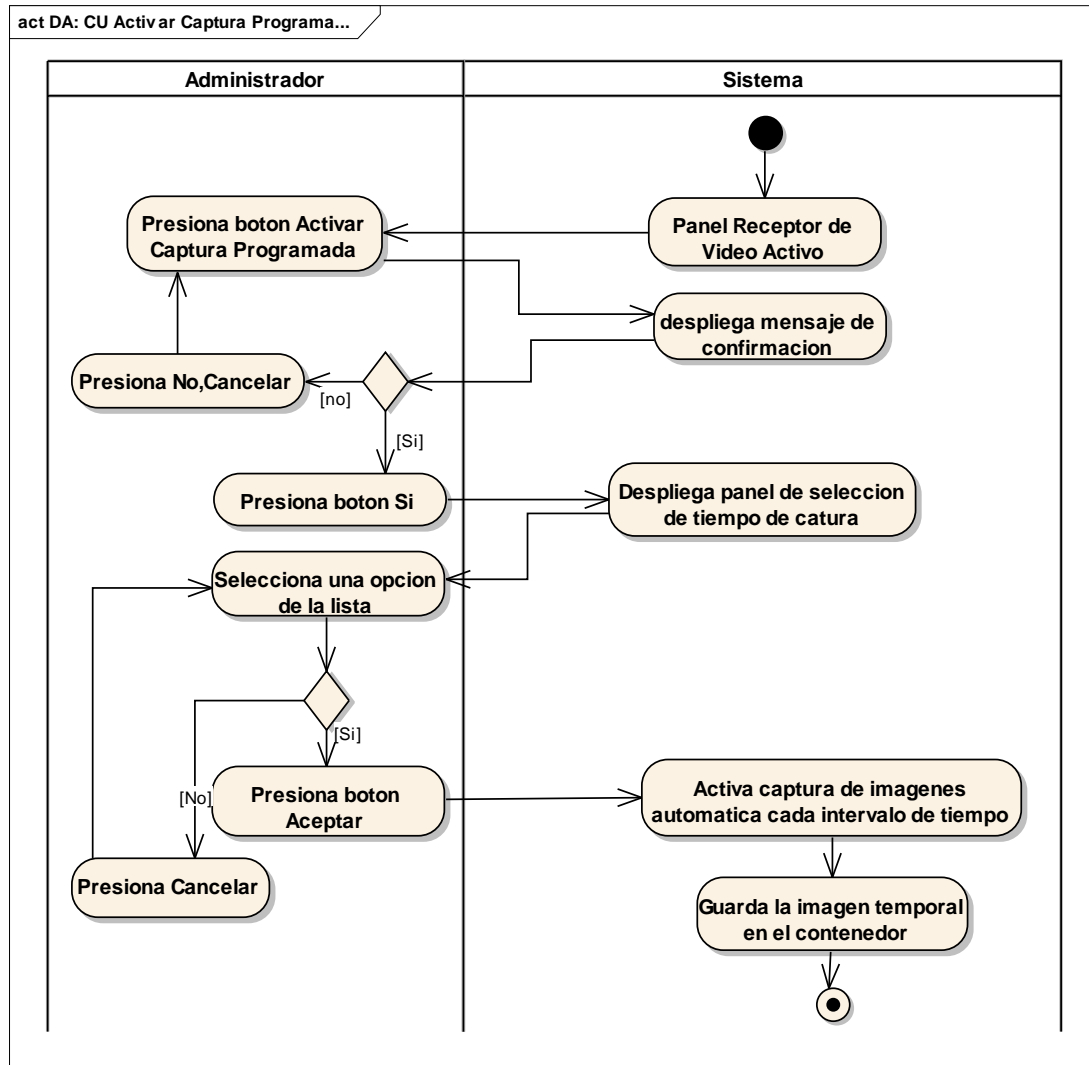 act DA: CU Activar Captura Programa...
Administrador
Sistema
Presiona boton Activar
Captura Programada
Panel Receptor de
Video Activo
despliega mensaje de
confirmacion
Presiona No,Cancelar
[no]
[Si]
Presiona boton Si
Despliega panel de seleccion
de tiempo de catura
Selecciona una opcion
de la lista
[Si]
[No]
Presiona boton
Aceptar
Activa captura de imagenes
automatica cada intervalo de tiempo
Presiona Cancelar
Guarda la imagen temporal
en el contenedor